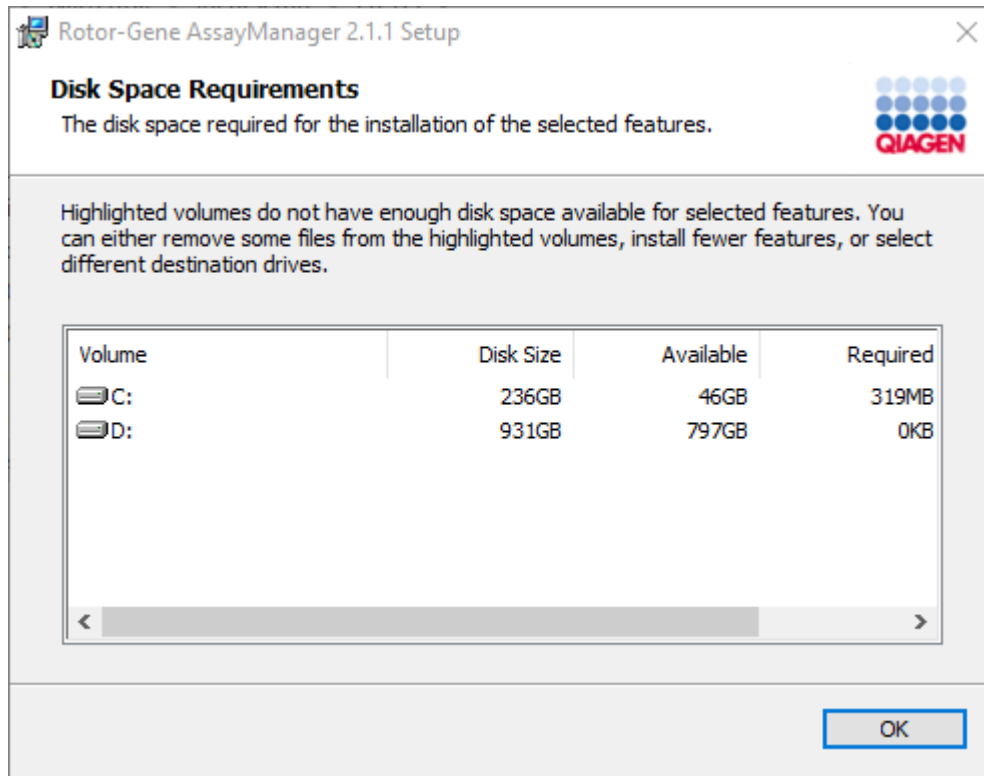 Rotor-Gene AssayManager 2.1.1 Setup
Disk Space Requirements
The disk space required for the installation of the selected features.
QIAGEN
Highlighted volumes do not have enough disk space available for selected features. You
can either remove some files from the highlighted volumes, install fewer features, or select
different destination drives.
Volume Disk Size Available Required
C: 236GB 46GB 319MB
D: 931GB 797GB 0KB
OK